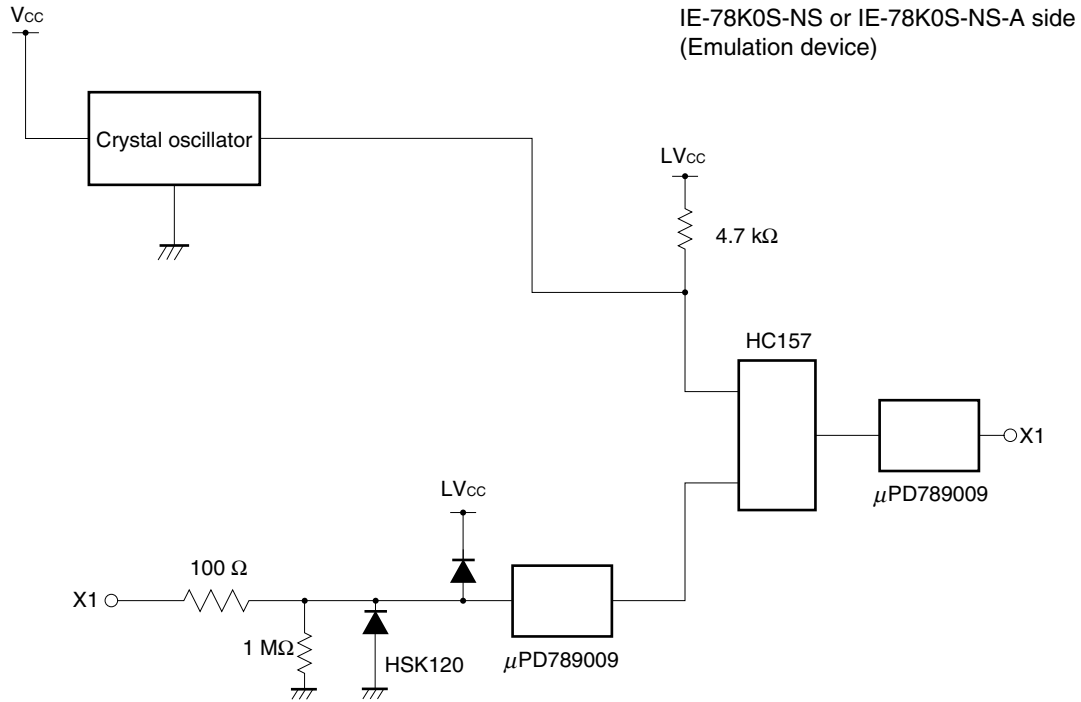 VCC
IE-78K0S-NS or IE-78K0S-NS-A side
(Emulation device)
Crystal oscillator
LVCC
4.7 kΩ
HC157
X1
μPD789009
LVCC
100 Ω
X1
1 MΩ
HSK120
μPD789009